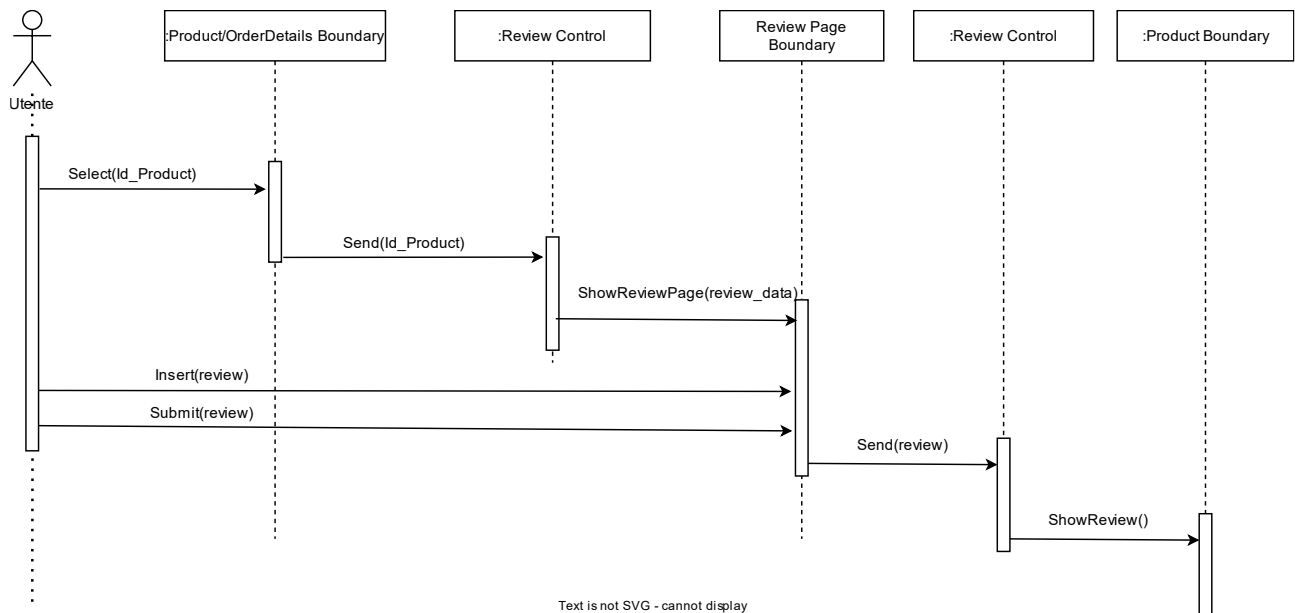 :Product/OrderDetails Boundary
:Review Control
Review Page
Boundary
:Review Control
:Product Boundary
Utente
Select(Id_Product)
Send(Id_Product)
ShowReviewPage(review_data)
Insert(review)
Submit(review)
Send(review)
ShowReview()
Text is not SVG - cannot display